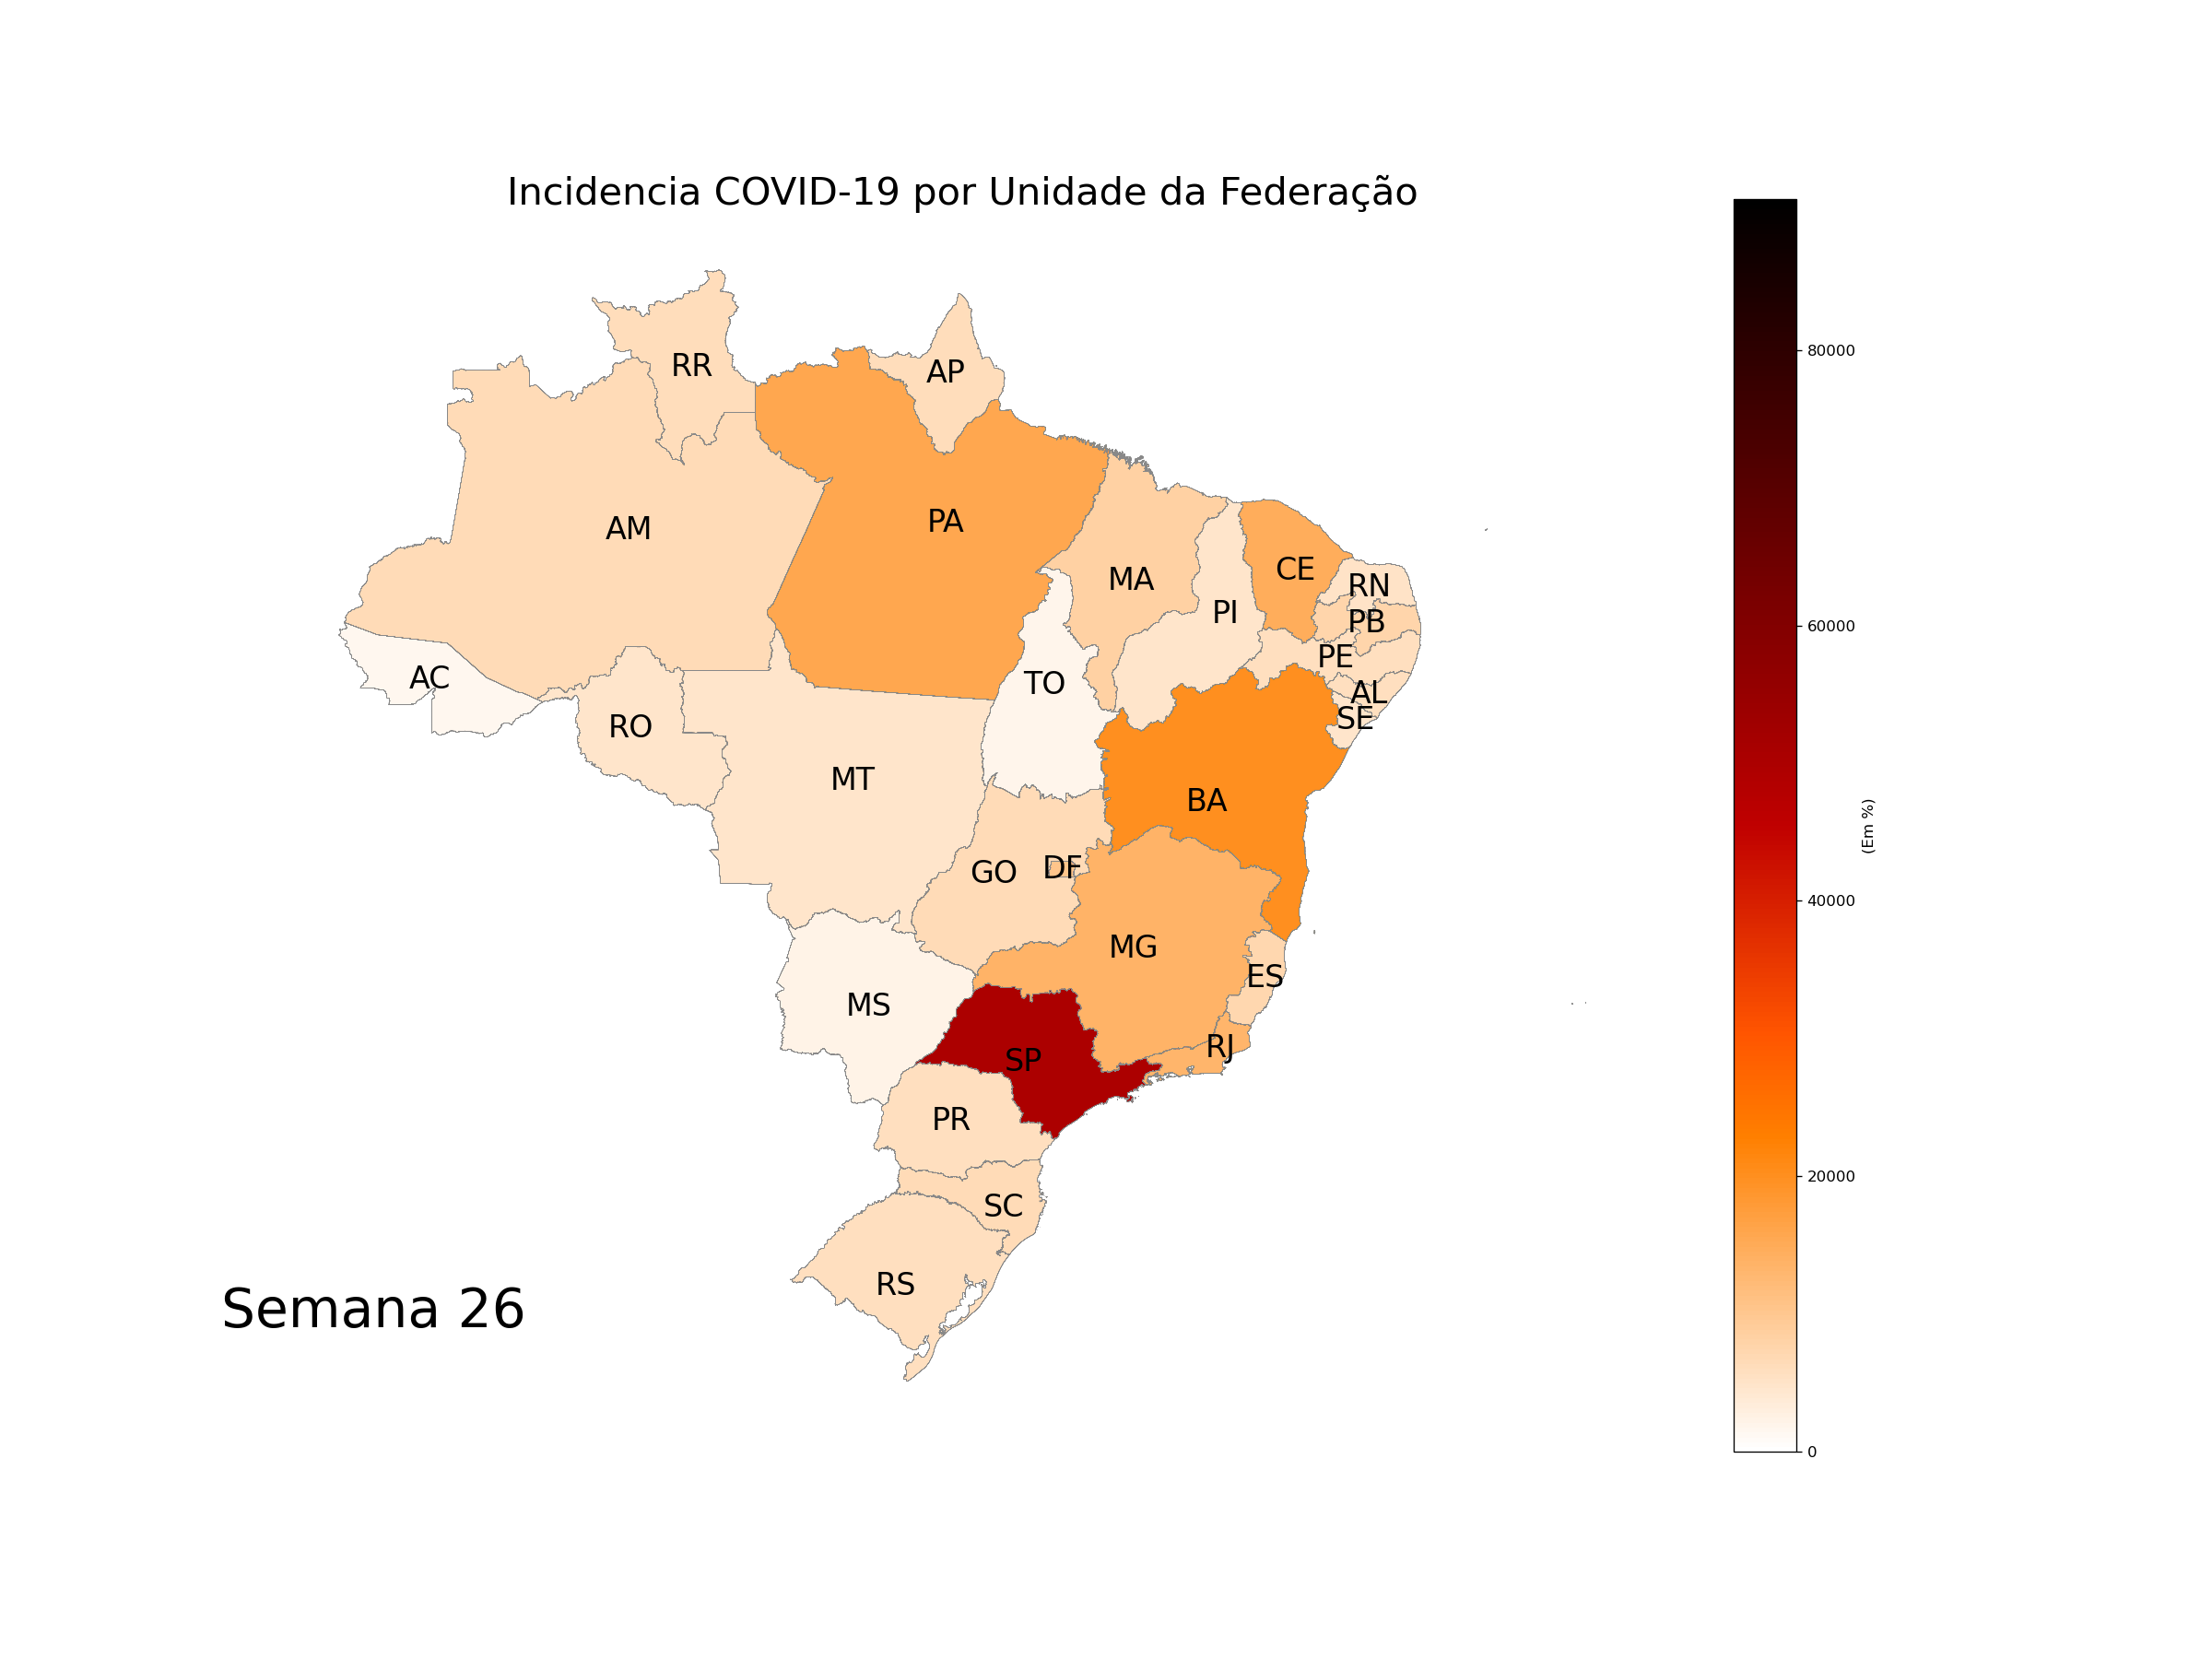 Incidencia COVID-19 por Unidade da Federação
RR
AP
AM
PA
MA
CE
RN
PI
PB
PE
AC
TO
AL
SE
RO
MT
BA
GO
DF
MG
ES
MS
RJ
SP
PR
SC
RS
Semana 26
80000
60000
40000
20000
0
(Em %)